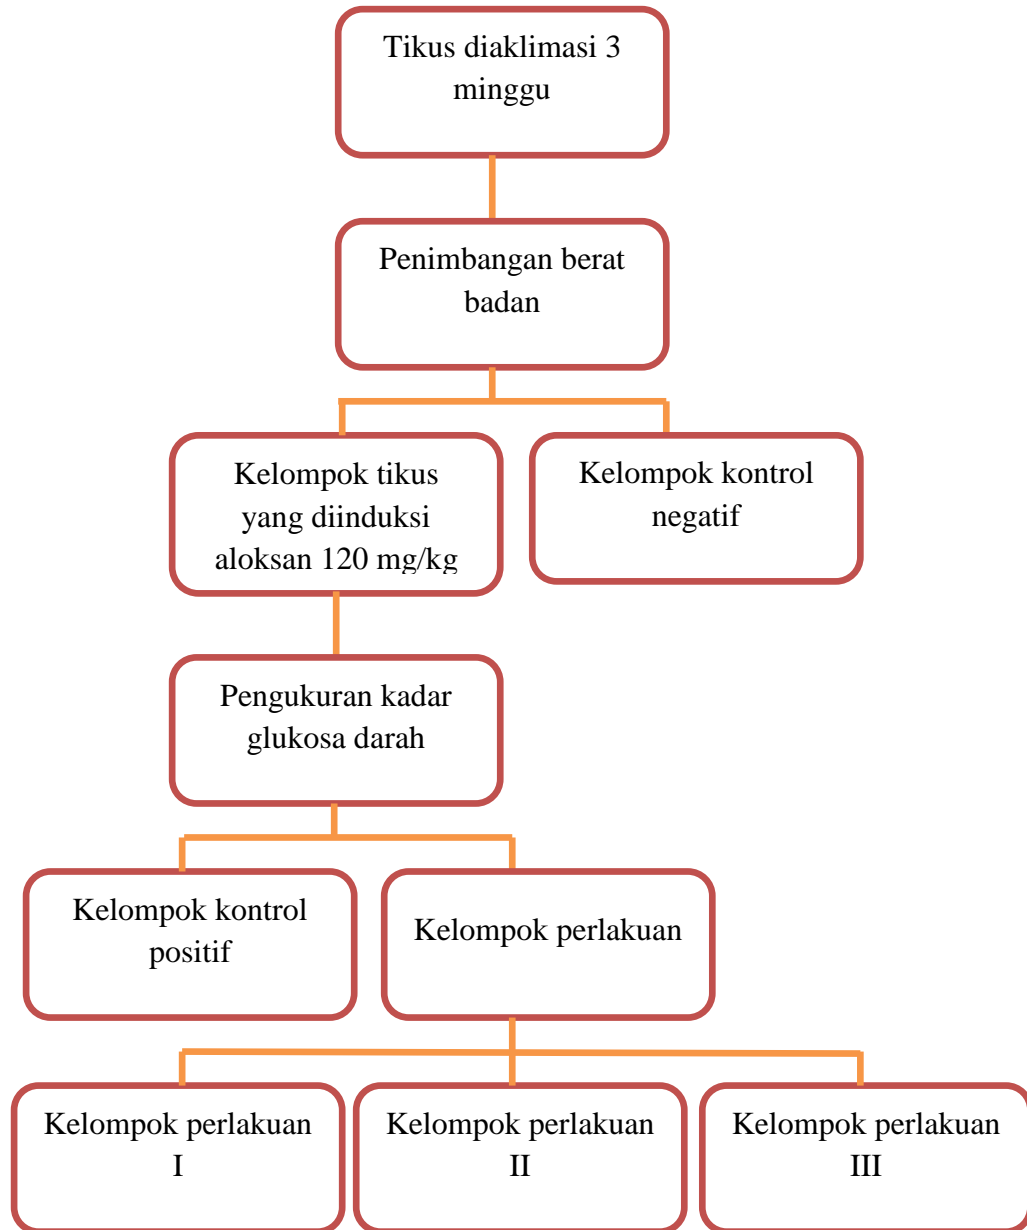 Tikus diaklimasi 3
minggu
Penimbangan berat
badan
Kelompok tikus
yang diinduksi
aloksan 120 mg/kg
Kelompok kontrol
negatif
Pengukuran kadar
glukosa darah
Kelompok kontrol
positif
Kelompok perlakuan
Kelompok perlakuan
I
Kelompok perlakuan
II
Kelompok perlakuan
III